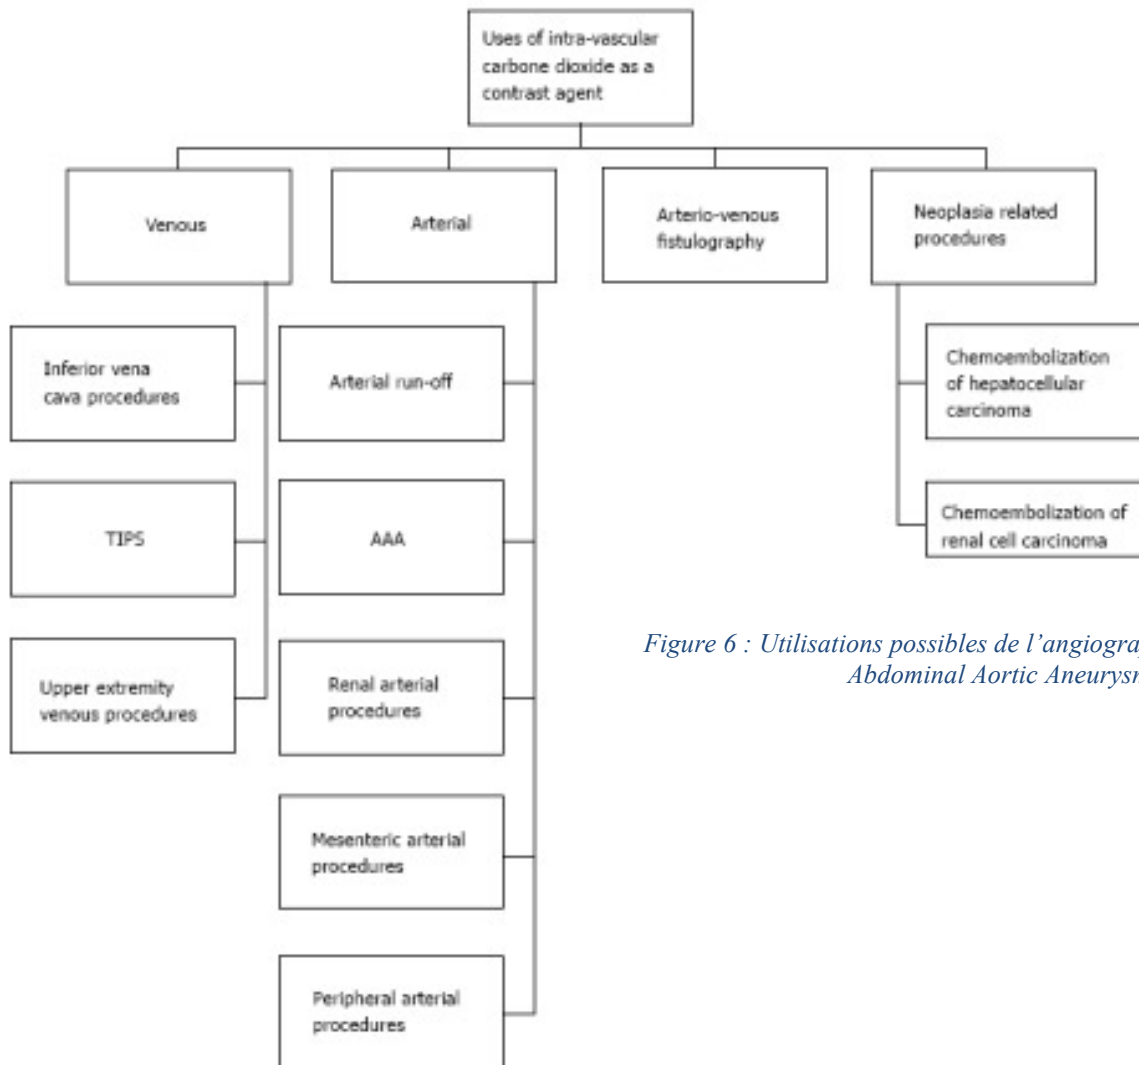 Uses of intra-vascular
carbone dioxide as a
contrast agent
Venous
Arterial
Arterio-venous
fistulography
Neoplasia related
procedures
Inferior vena
cava procedures
TIPS
Upper extremity
venous procedures
Arterial run-off
AAA
Renal arterial
procedures
Mesenteric arterial
procedures
Peripheral arterial
procedures
Chemoembolization
of hepatocellular
carcinoma
Chemoembolization of
renal cell carcinoma
Figure 6 : Utilisations possibles de l’angiogra
Abdominal Aortic Aneurys